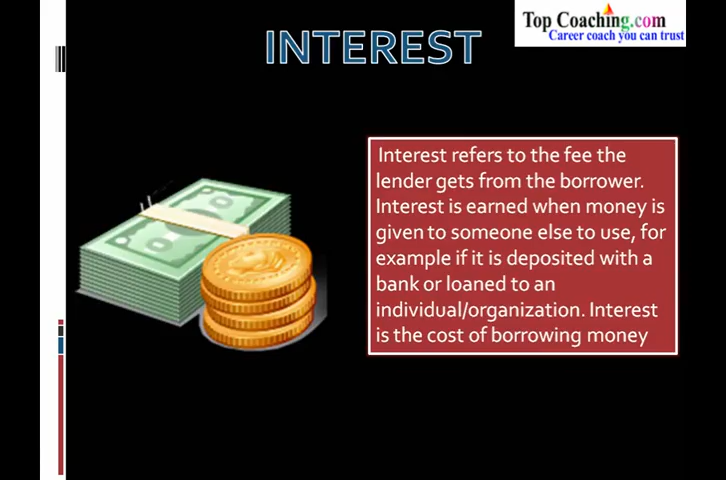 INTEREST
Top Coaching.com
Career coach you can trust
Interest refers to the fee the
lender gets from the borrower.
Interest is earned when money is
given to someone else to use, for
example if it is deposited with a
bank or loaned to an
individual/organization. Interest
is the cost of borrowing money